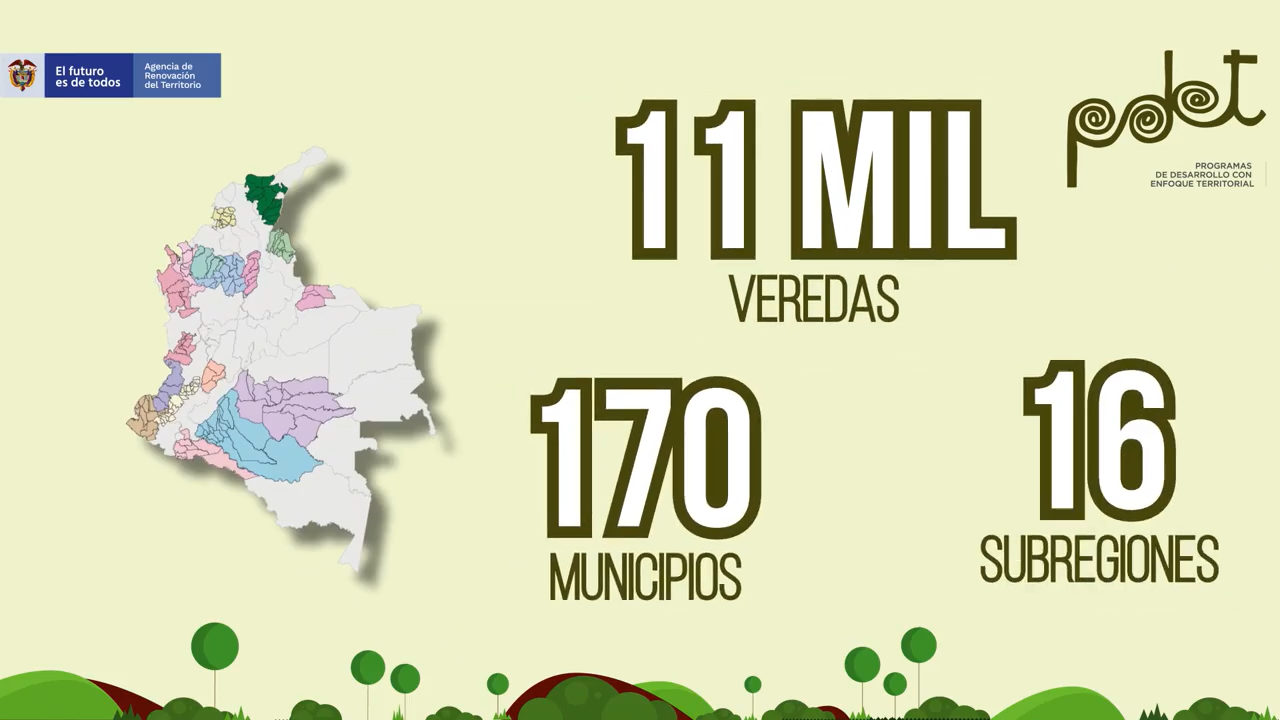 El futuro
es de todos
Agencia de
Renovación
del Territorio
pdet
PROGRAMAS
DE DESARROLLO CON
ENFOQUE TERRITORIAL
11 MIL
VEREDAS
170
MUNICIPIOS
16
SUBREGIONES